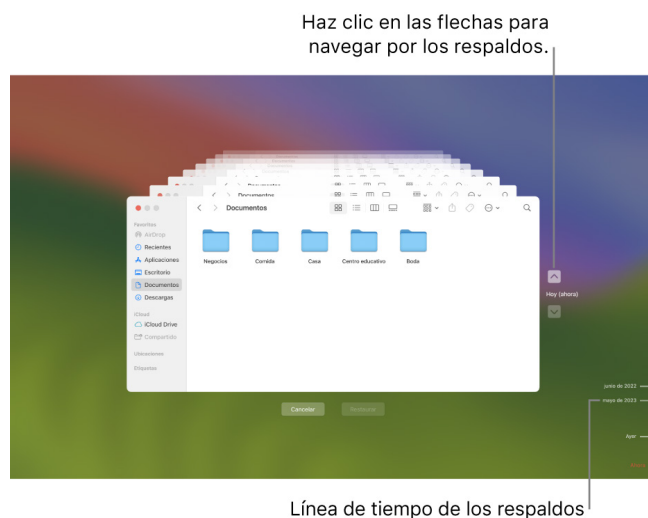 Haz clic en las flechas para
navegar por los respaldos.
Documentos
Documentos
Documentos
Favoritos
AirDrop
Recientes
Aplicaciones
Escritorio
Documentos
Descargas
iCloud
iCloud Drive
Compartido
Ubicaciones
Etiquetas
Negocios
Comida
Casa
Centro educativo
Boda
Hoy (ahora)
Cancelar
Restaurar
junio de 2022
mayo de 2023
Ayer
Línea de tiempo de los respaldos